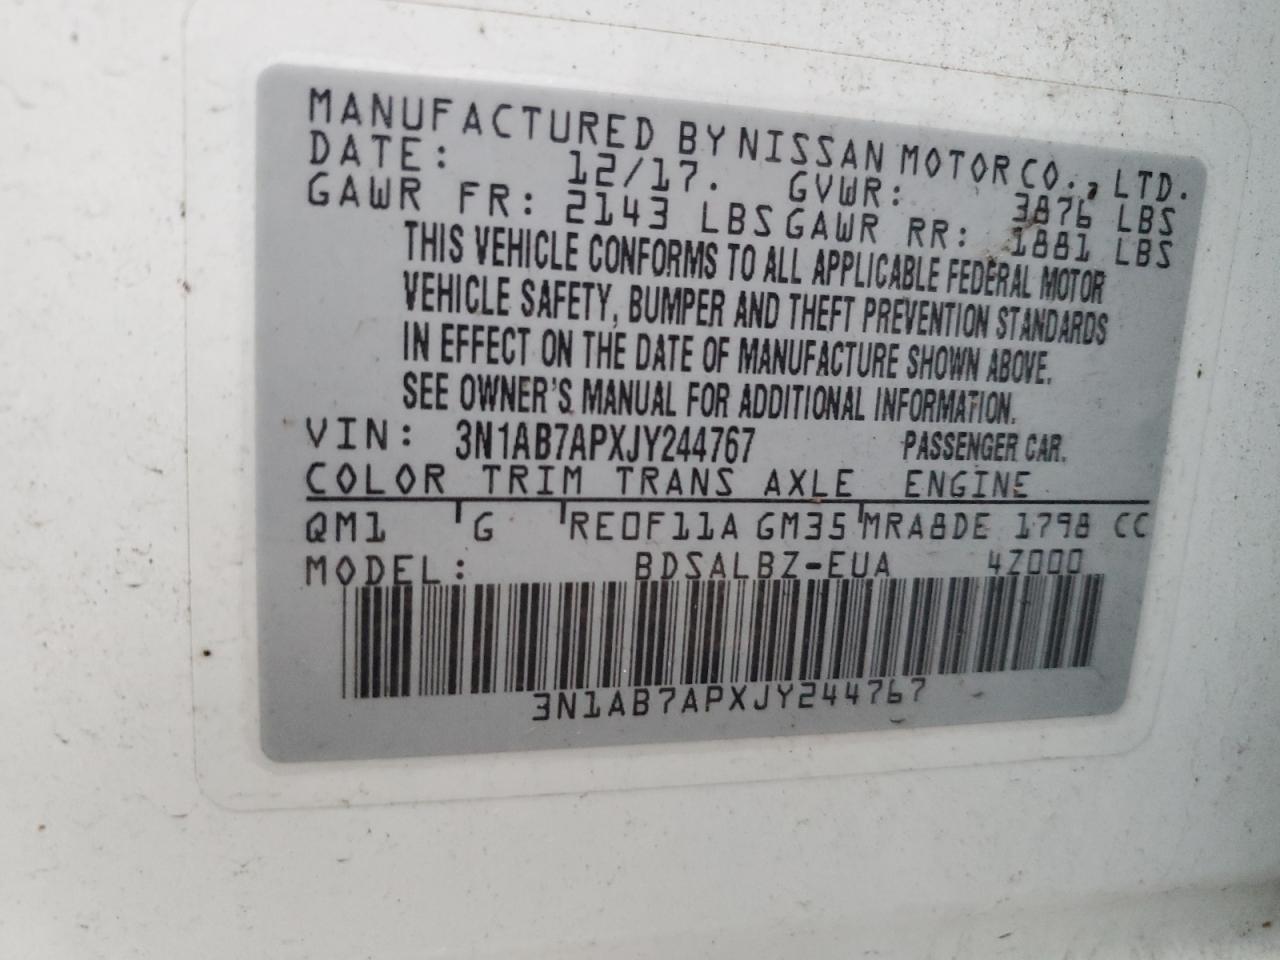 MANUFACTURED BY NISSAN MOTOR CO., LTD.
DATE: 12/17. GVWR: 3876 LBS
GAWR FR: 2143 LBS GAWR RR: 1881 LBS
THIS VEHICLE CONFORMS TO ALL APPLICABLE FEDERAL MOTOR
VEHICLE SAFETY, BUMPER AND THEFT PREVENTION STANDARDS
IN EFFECT ON THE DATE OF MANUFACTURE SHOWN ABOVE.
SEE OWNER'S MANUAL FOR ADDITIONAL INFORMATION.
VIN: 3N1AB7APXJY244767 PASSENGER CAR.
COLOR TRIM TRANS AXLE ENGINE
QM1 G RE0F11A GM35 MRA8DE 1798 CC
MODEL: BDSALBZ-EUA 4Z000
3N1AB7APXJY244767